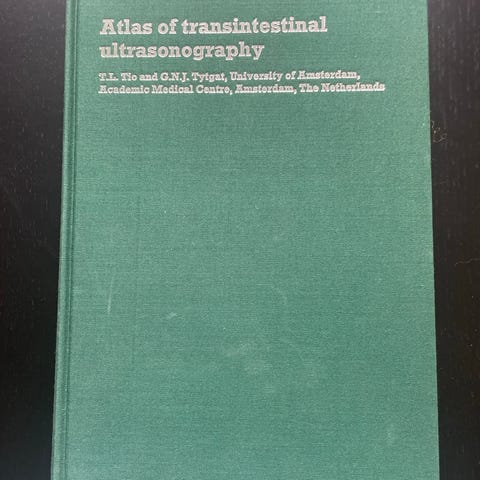 Atlas of transintestinal
ultrasonography
T.L. Tio and G.N.J. Tytgat, University of Amsterdam,
Academic Medical Centre, Amsterdam, The Netherlands